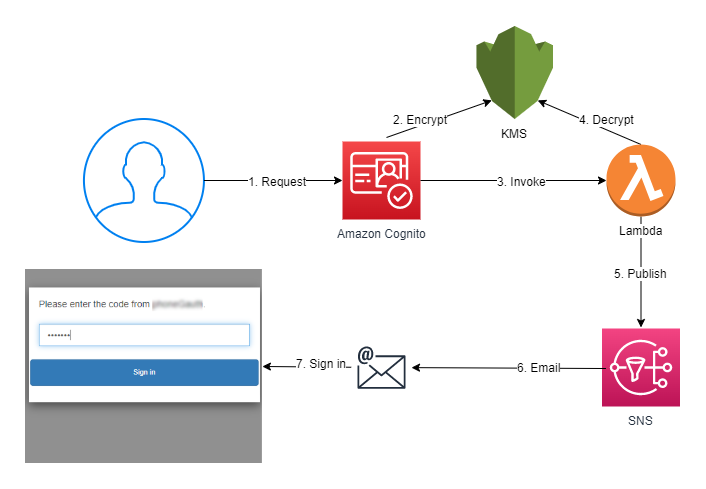 2. Encrypt
4. Decrypt
KMS
1. Request
3. Invoke
Amazon Cognito
Lambda
5. Publish
Please enter the code from
Sign in
7. Sign in
@
6. Email
SNS